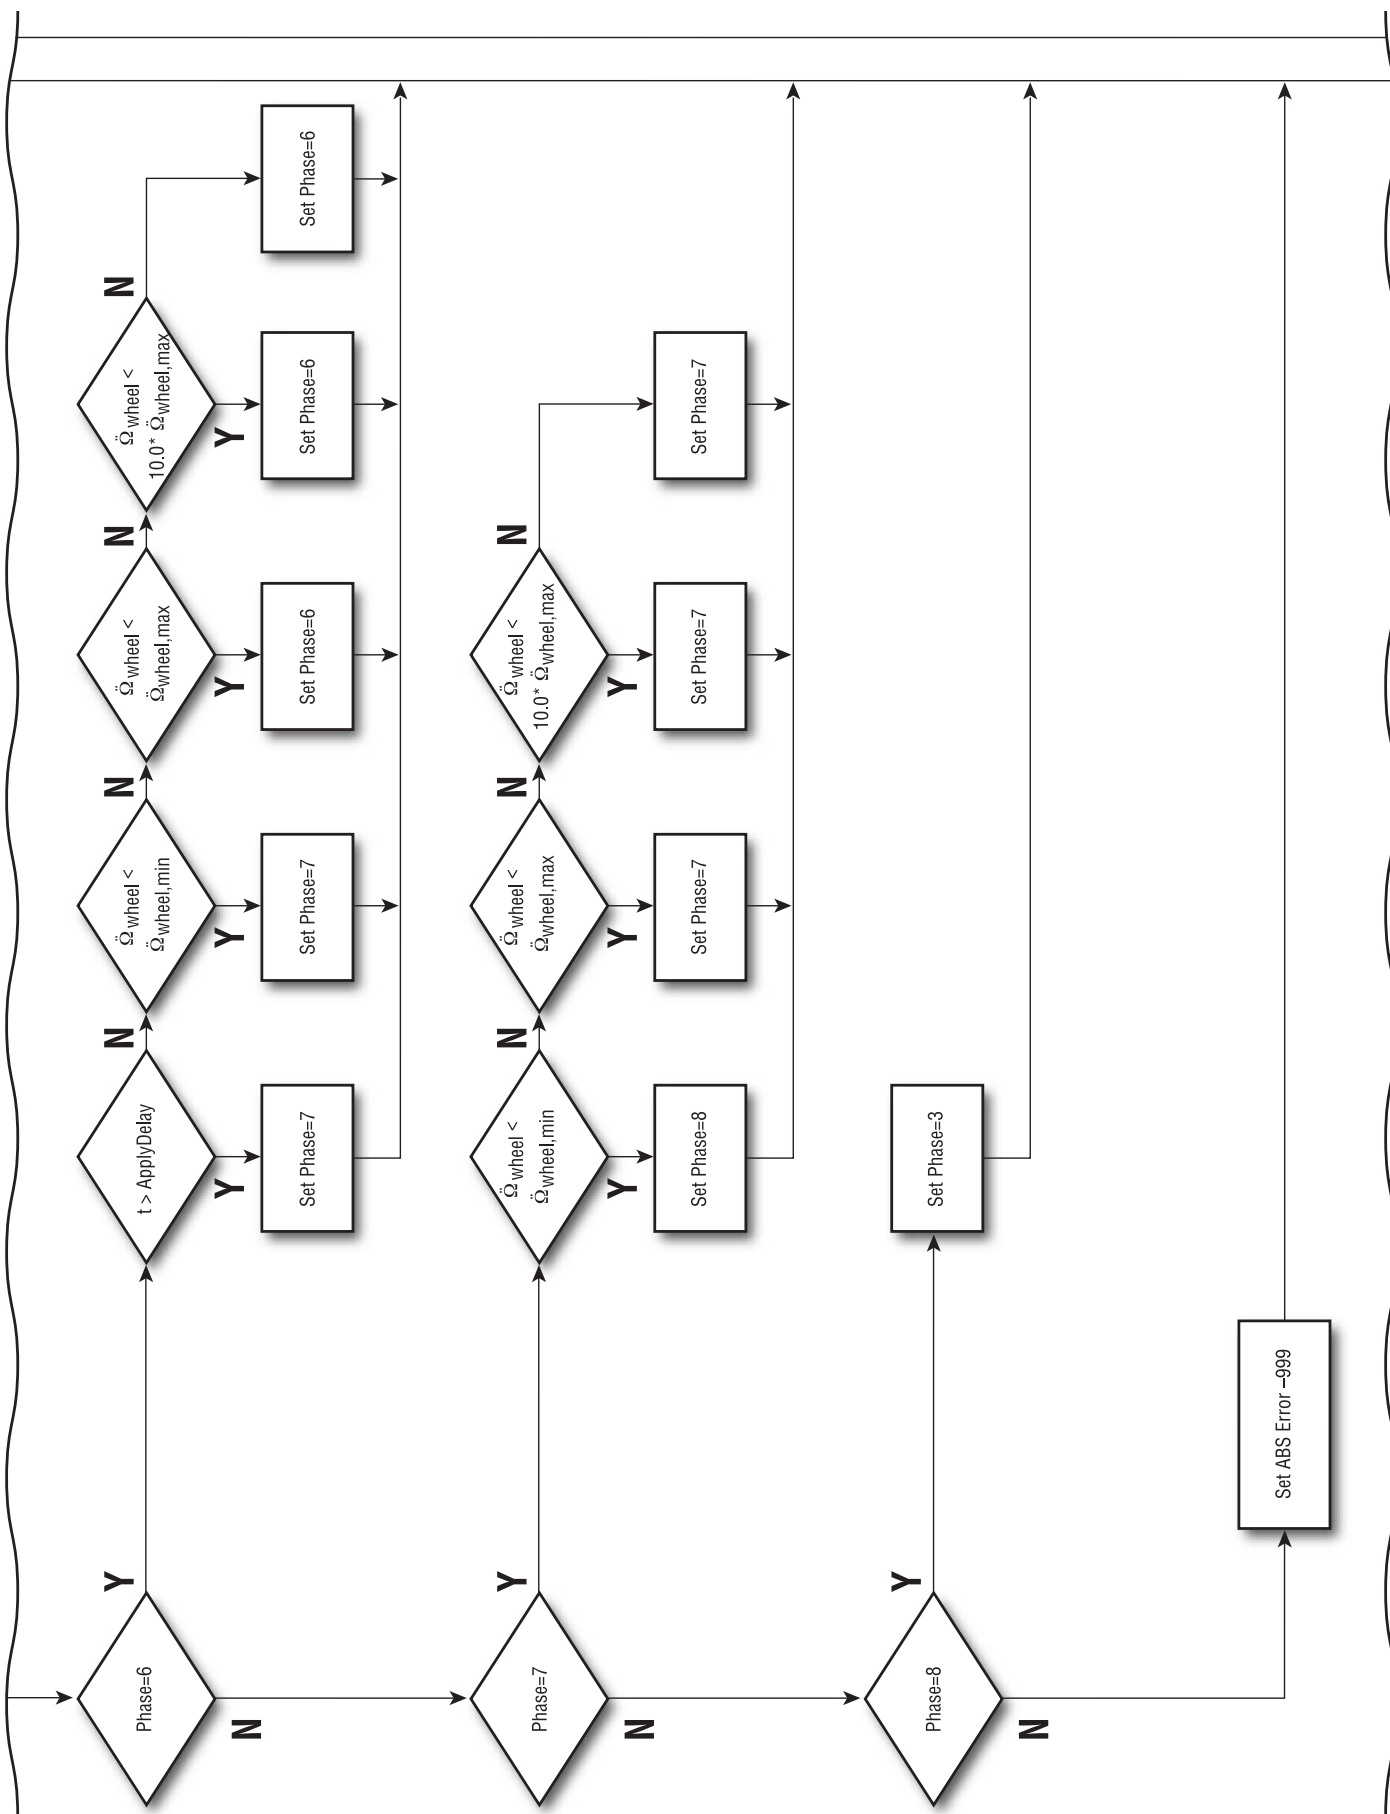 Phase=6
Y
N
t > ApplyDelay
N
Y
Set Phase=7
Ω̈wheel <
Ω̈wheel,min
N
Y
Set Phase=7
Ω̈wheel <
Ω̈wheel,max
N
Y
Set Phase=6
Ω̈wheel <
10.0* Ω̈wheel,max
N
Y
Set Phase=6
Set Phase=6
Phase=7
Y
N
Ω̈wheel <
Ω̈wheel,min
N
Y
Set Phase=8
Ω̈wheel <
Ω̈wheel,max
N
Y
Set Phase=7
Ω̈wheel <
10.0* Ω̈wheel,max
N
Y
Set Phase=7
Set Phase=7
Phase=8
Y
N
Set Phase=3
Set ABS Error –999